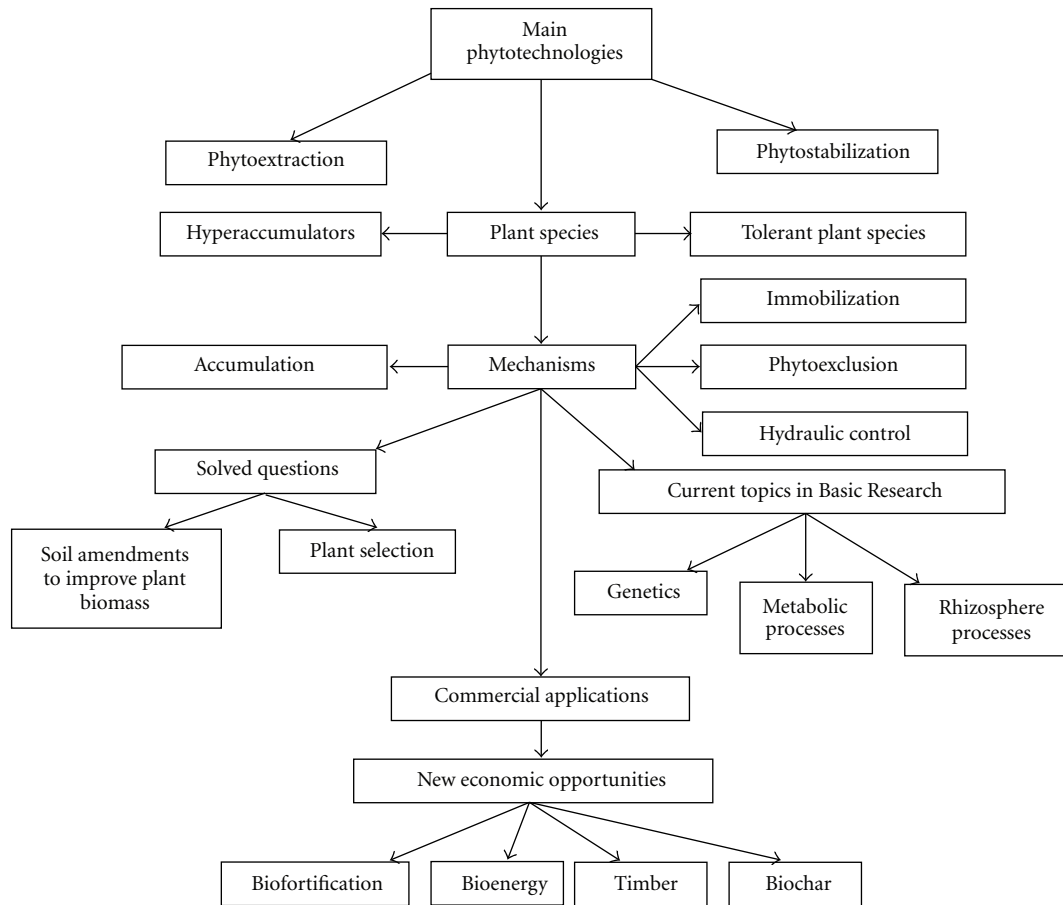 Main
phytotechnologies
Phytoextraction
Phytostabilization
Hyperaccumulators
Plant species
Tolerant plant species
Immobilization
Accumulation
Mechanisms
Phytoexclusion
Hydraulic control
Solved questions
Current topics in Basic Research
Soil amendments
to improve plant
biomass
Plant selection
Genetics
Metabolic
processes
Rhizosphere
processes
Commercial applications
New economic opportunities
Biofortification
Bioenergy
Timber
Biochar